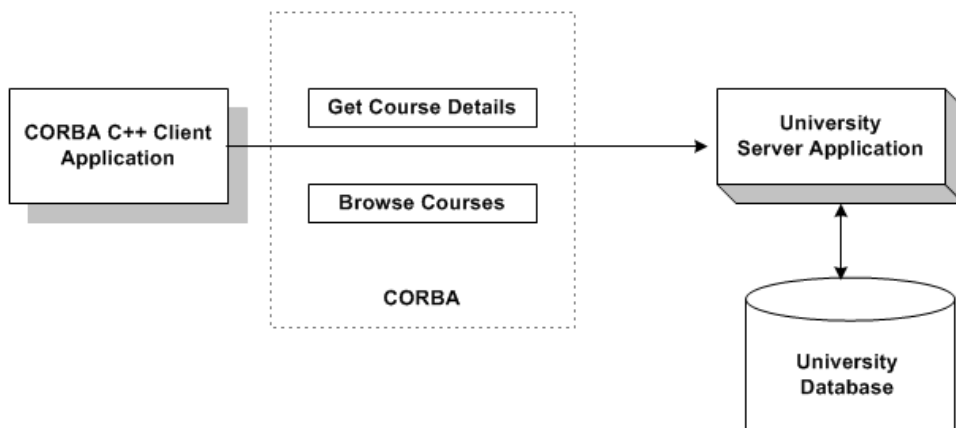 CORBA C++ Client
Application
Get Course Details
Browse Courses
CORBA
University
Server Application
University
Database